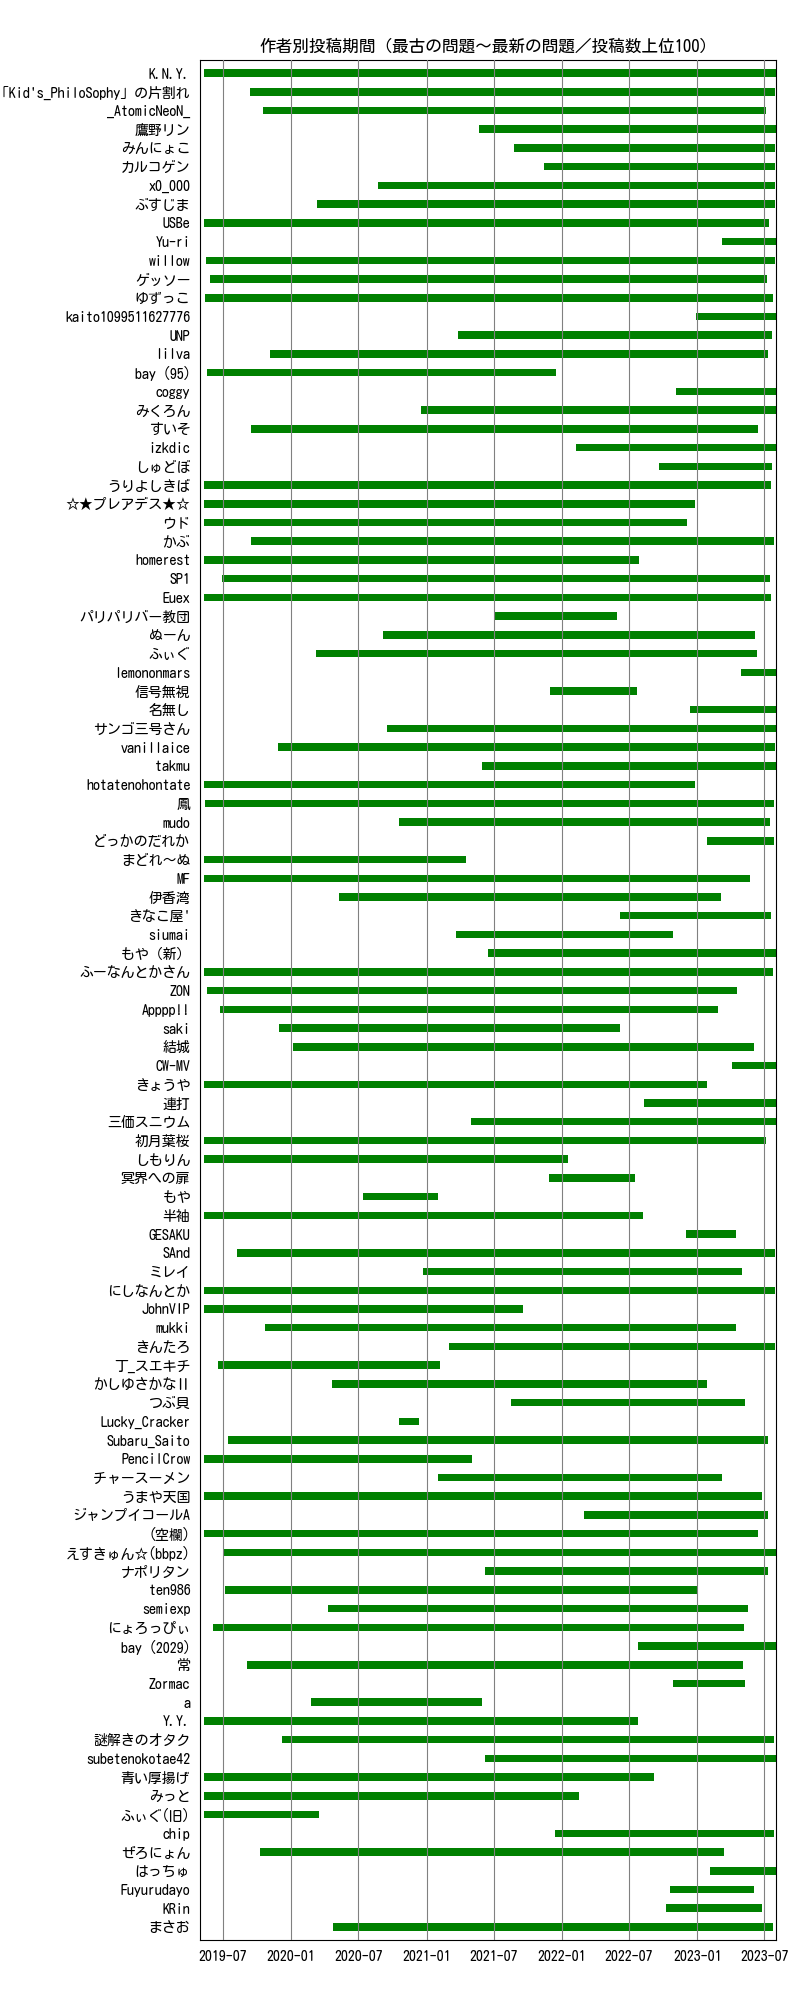 作者別投稿期間（最古の問題～最新の問題／投稿数上位100）
K.N.Y.
「Kid's_PhiloSophy」の片割れ
_AtomicNeoN_
鷹野リン
みんにょこ
カルコゲン
x0_000
ぶすじま
USBe
Yu-ri
willow
ゲッソー
ゆずっこ
kaito1099511627776
UNP
lilva
bay (95)
coggy
みくろん
すいそ
izkdic
しゅどぼ
うりよしきば
☆★プレアデス★☆
ウド
かぶ
homerest
SP1
Euex
パリパリバー教団
ぬーん
ふぃぐ
lemononmars
信号無視
名無し
サンゴ三号さん
vanillaice
takmu
hotatenohontate
鳳
mudo
どっかのだれか
まどれ～ぬ
MF
伊香湾
きなこ屋'
siumai
もや（新）
ふーなんとかさん
ZON
AppppII
saki
結城
CW-MV
きょうや
連打
三価スニウム
初月葉桜
しもりん
冥界への扉
もや
半袖
GESAKU
SAnd
ミレイ
にしなんとか
JohnVIP
mukki
きんたろ
丁_スエキチ
かしゆさかなⅡ
つぶ貝
Lucky_Cracker
Subaru_Saito
PencilCrow
チャースーメン
うまや天国
ジャンプイコールA
(空欄)
えすきゅん☆(bbpz)
ナポリタン
ten986
semiexp
にょろっぴぃ
bay (2029)
常
Zormac
a
Y.Y.
謎解きのオタク
subetenokotae42
青い厚揚げ
みっと
ふぃぐ(旧)
chip
ぜろにょん
はっちゅ
Fuyurudayo
KRin
まさお
2019-07 2020-01 2020-07 2021-01 2021-07 2022-01 2022-07 2023-01 2023-07